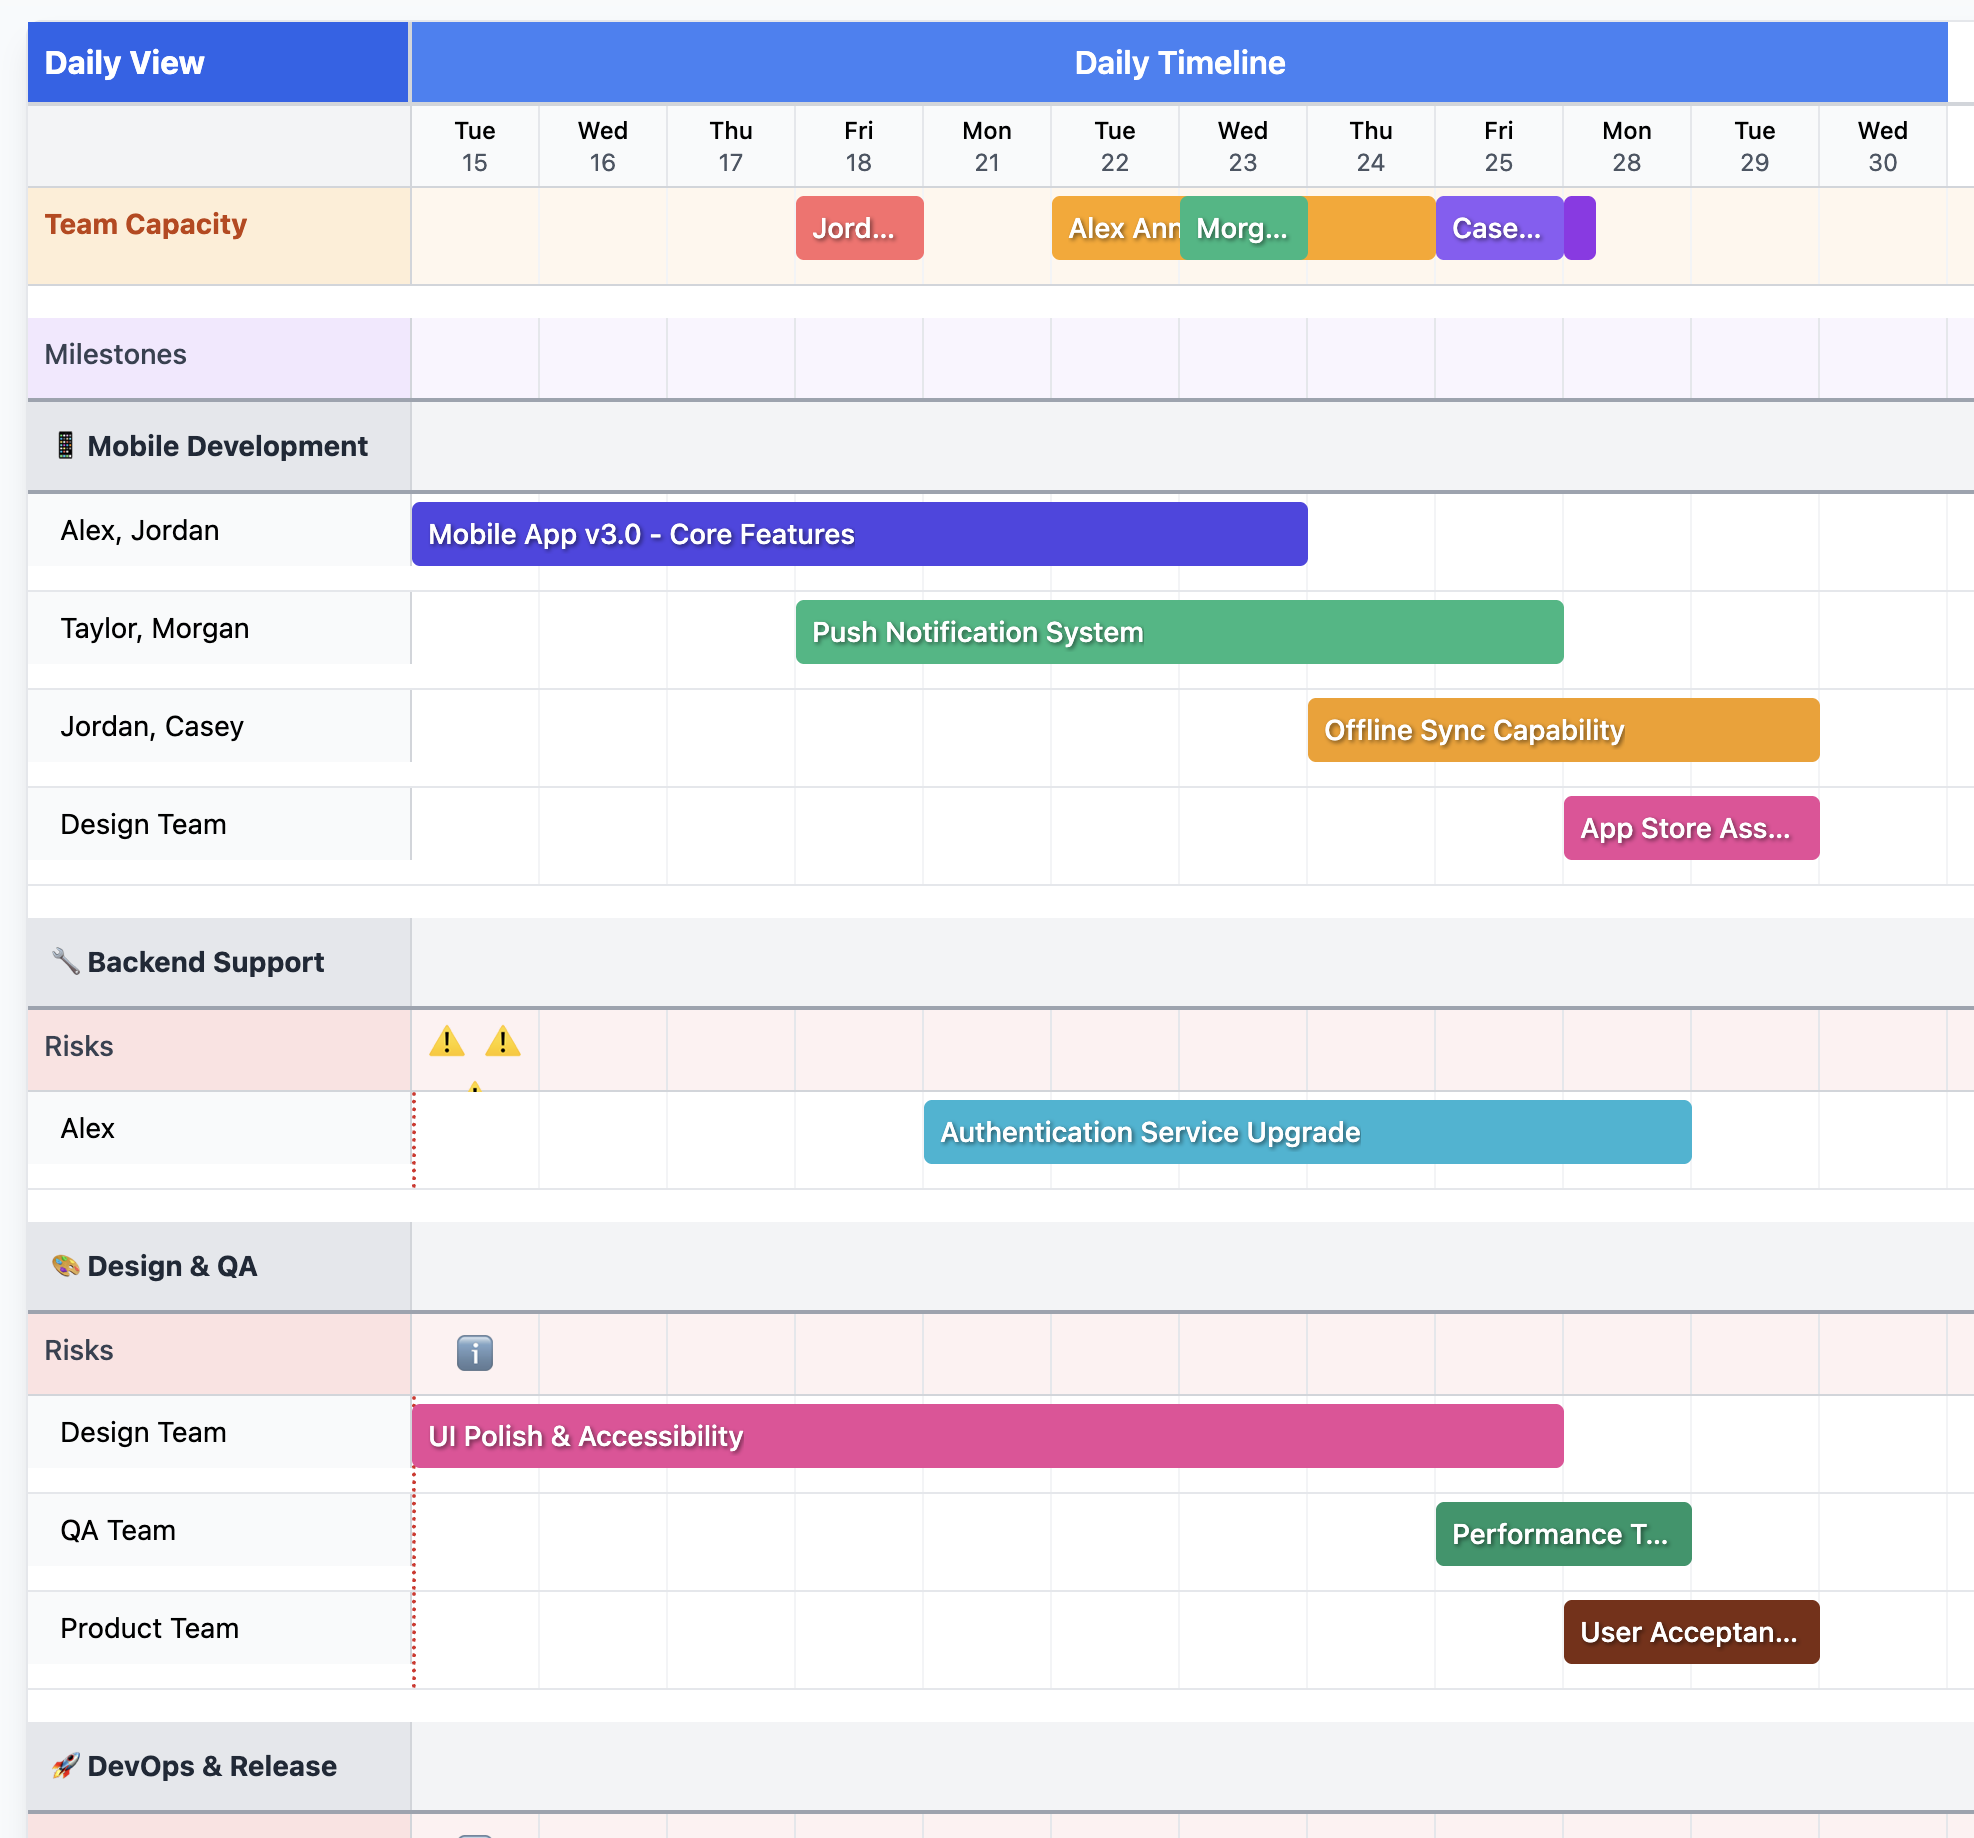 Daily View
Daily Timeline
Tue Wed Thu Fri Mon Tue Wed Thu Fri Mon Tue Wed
15 16 17 18 21 22 23 24 25 28 29 30
Team Capacity
Jord... Alex Ann Morg... Case...
Milestones
📱 Mobile Development
Alex, Jordan
Mobile App v3.0 - Core Features
Taylor, Morgan
Push Notification System
Jordan, Casey
Offline Sync Capability
Design Team
App Store Ass...
🔧 Backend Support
Risks
Alex
Authentication Service Upgrade
🎨 Design & QA
Risks
Design Team
UI Polish & Accessibility
QA Team
Performance T...
Product Team
User Acceptan...
🚀 DevOps & Release